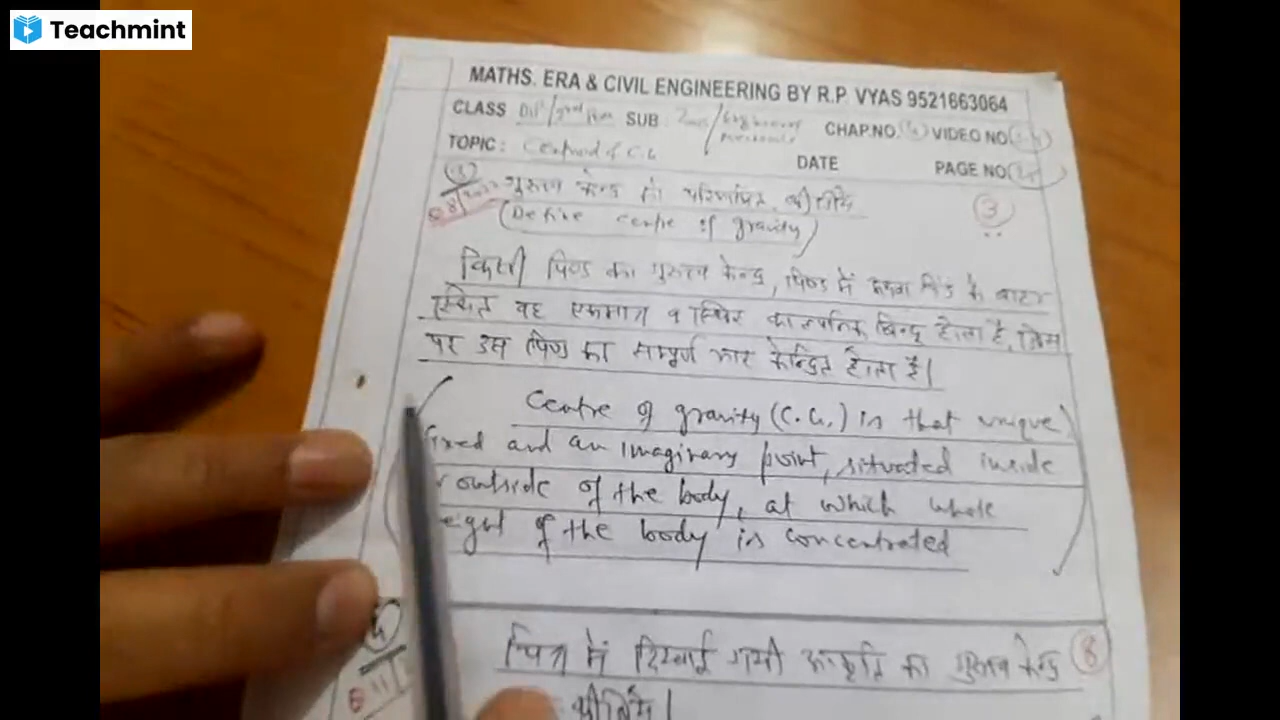 Teachmint
MATHS. ERA & CIVIL ENGINEERING BY R.P. VYAS 9521663064
CLASS SUB CHAP.NO. VIDEO NO
TOPIC: Centroid & C.G. DATE PAGE NO
गुरुत्व केन्द्र को परिभाषित कीजिये 3
(Define centre of gravity)
किसी पिण्ड का गुरुत्व केन्द्र, पिण्ड में अथवा पिंड के बाहर
स्थित वह एकमात्र व स्थिर काल्पनिक बिन्दू होता है, जिस
पर उस पिण्ड का सम्पूर्ण भार केन्द्रित होता है।
Centre of gravity (C.G.) is that unique
fixed and an imaginary point, situated inside
outside of the body, at which whole
of the body is concentrated
चित्र में दिखाई गयी आकृति का गुरुत्व केन्द्र 8